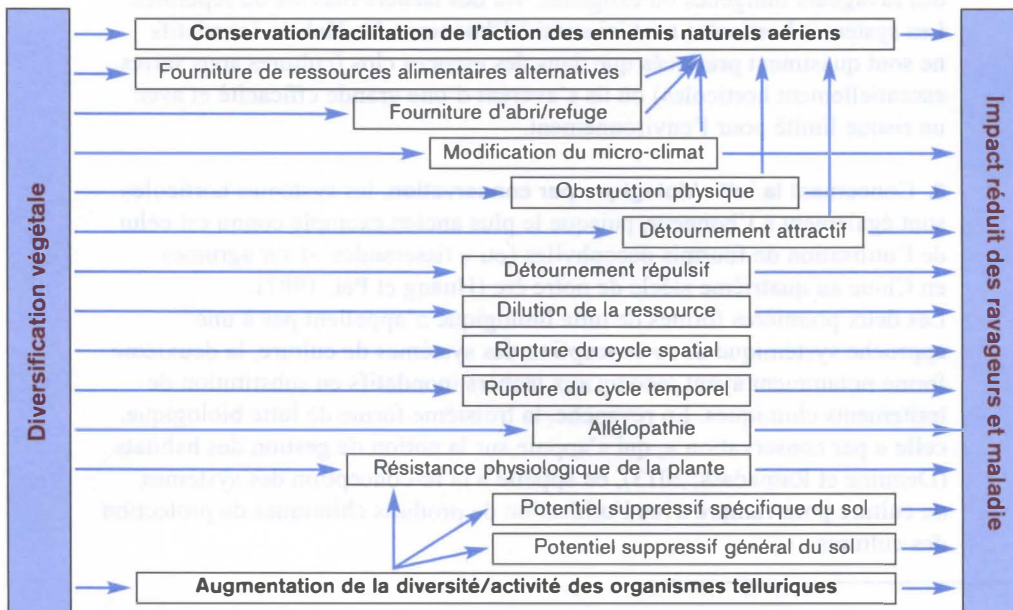 Conservation/facilitation de l'action des ennemis naturels aériens
Fourniture de ressources alimentaires alternatives
Fourniture d'abri/refuge
Modification du micro-climat
Obstruction physique
Détournement attractif
Détournement répulsif
Dilution de la ressource
Rupture du cycle spatial
Rupture du cycle temporel
Allélopathie
Résistance physiologique de la plante
Potentiel suppressif spécifique du sol
Potentiel suppressif général du sol
Augmentation de la diversité/activité des organismes telluriques
Diversification végétale
Impact réduit des ravageurs et maladie